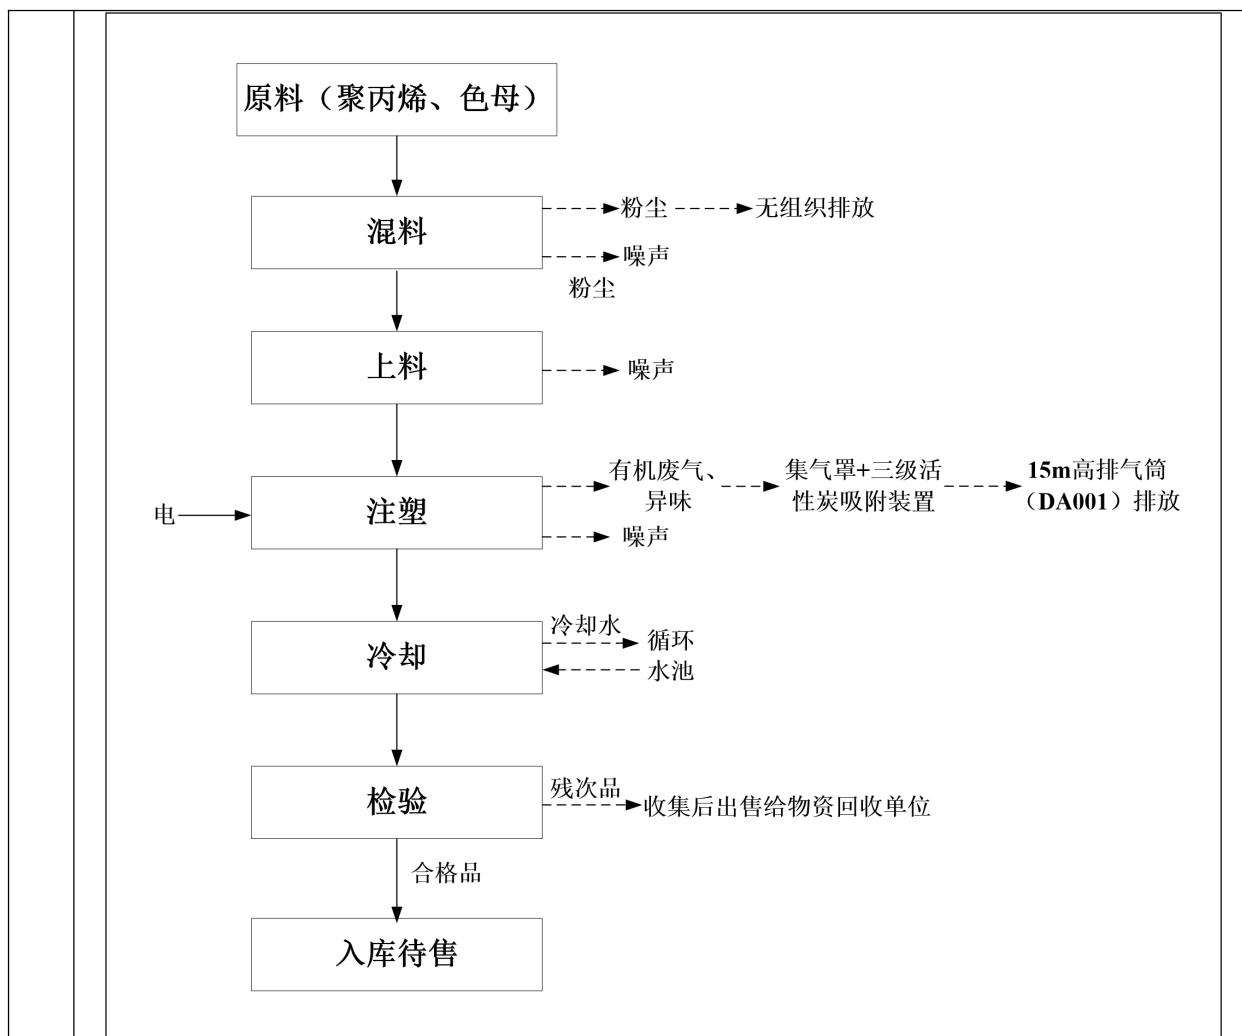 原料（聚丙烯、色母）
混料
粉尘
无组织排放
噪声
粉尘
上料
噪声
电
注塑
有机废气、
异味
集气罩+三级活
性炭吸附装置
15m高排气筒
（DA001）排放
噪声
冷却
冷却水
循环
水池
检验
残次品
收集后出售给物资回收单位
合格品
入库待售